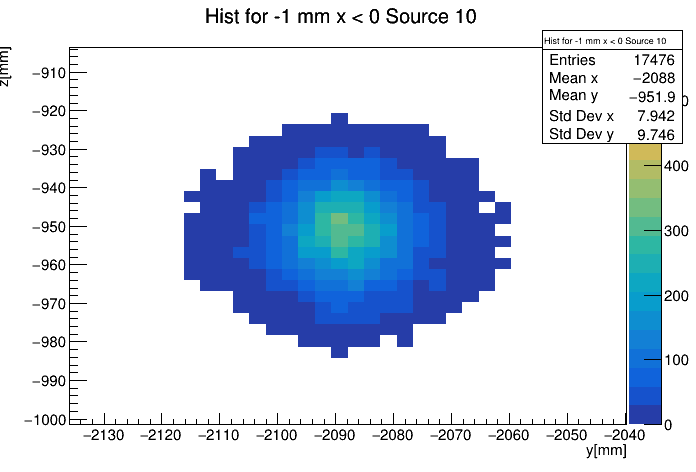 Hist for -1 mm x < 0 Source 10
z[mm]
Hist for -1 mm x < 0 Source 10
Entries 17476
Mean x −2088
Mean y −951.9
Std Dev x 7.942
Std Dev y 9.746
−910
−920
−930
−940
−950
−960
−970
−980
−990
−1000
−2130 −2120 −2110 −2100 −2090 −2080 −2070 −2060 −2050 −2040
y[mm]
0
400
300
200
100
0